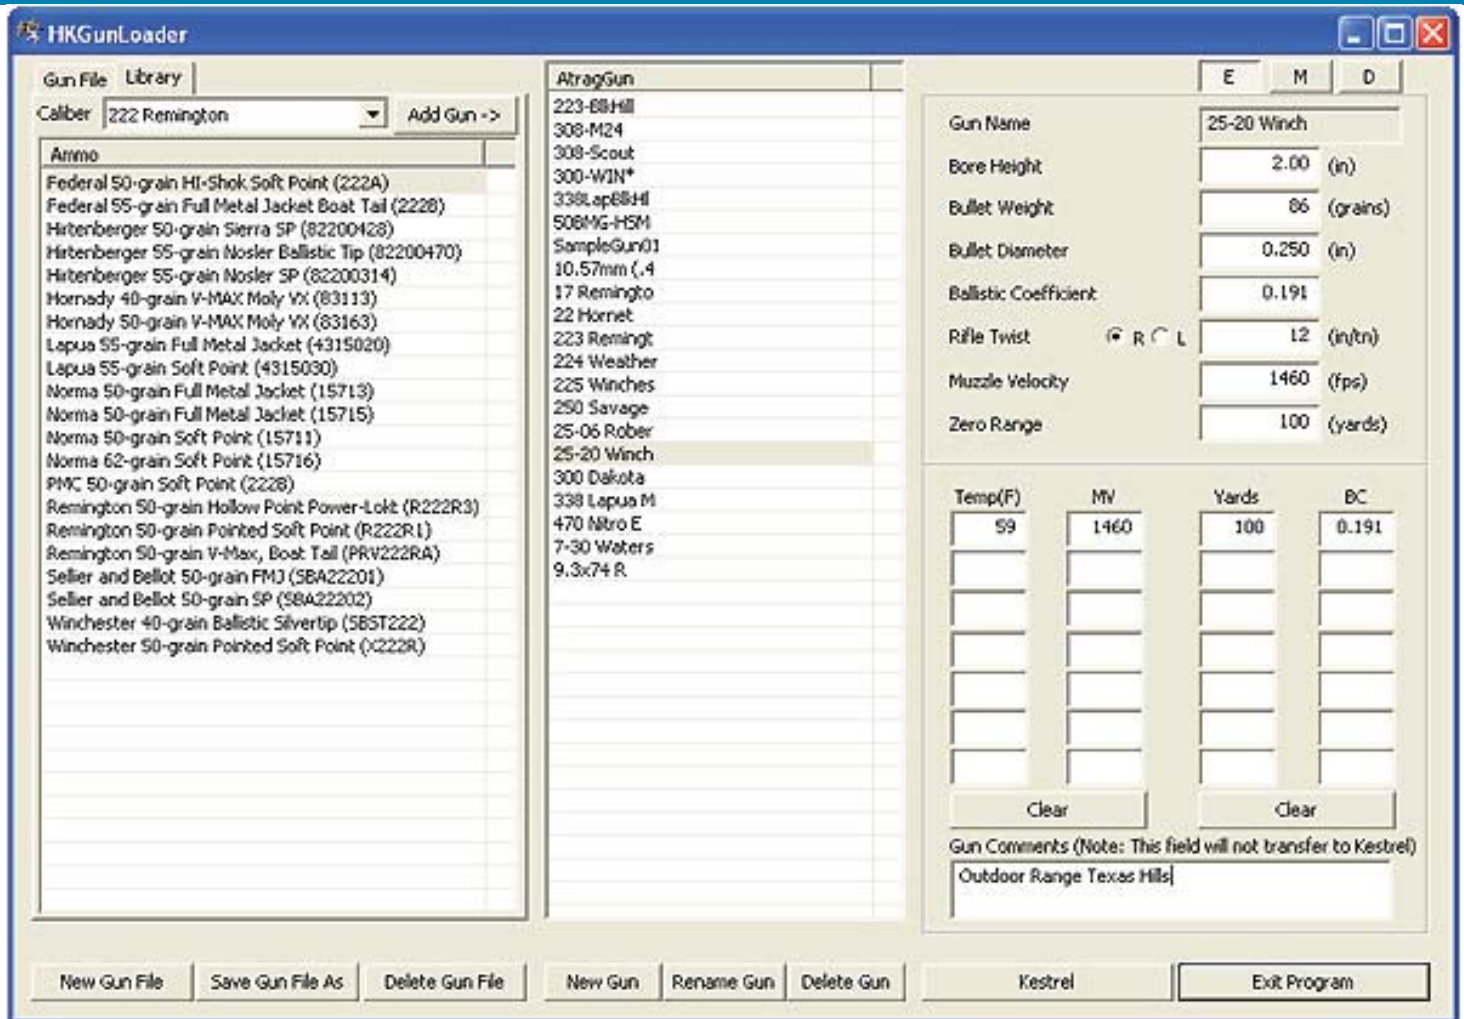 HKGunLoader
Gun File Library
Caliber 222 Remington Add Gun ->
Ammo
Federal 50-grain HI-Shok Soft Point (222A)
Federal 55-grain Full Metal Jacket Boat Tail (222B)
Hirtenberger 50-grain Sierra SP (82200428)
Hirtenberger 55-grain Nosler Ballistic Tip (82200470)
Hirtenberger 55-grain Nosler SP (82200314)
Hornady 40-grain V-MAX Moly VX (83113)
Hornady 50-grain V-MAX Moly VX (83163)
Lapua 55-grain Full Metal Jacket (4315020)
Lapua 55-grain Soft Point (4315030)
Norma 50-grain Full Metal Jacket (15713)
Norma 50-grain Full Metal Jacket (15715)
Norma 50-grain Soft Point (15711)
Norma 62-grain Soft Point (15716)
PMC 50-grain Soft Point (222B)
Remington 50-grain Hollow Point Power-Lokt (R222R3)
Remington 50-grain Pointed Soft Point (R222R1)
Remington 50-grain V-Max, Boat Tail (PRV222RA)
Sellier and Bellot 50-grain FMJ (SBA22201)
Sellier and Bellot 50-grain SP (SBA22202)
Winchester 40-grain Ballistic Silvertip (SBST222)
Winchester 50-grain Pointed Soft Point (X222R)
AtragGun
223-BlkHill
308-M24
308-Scout
300-WIN*
338LapBlkHl
50BMG-HSM
SampleGun01
10.57mm (.4
17 Remingto
22 Hornet
223 Remingt
224 Weather
225 Winches
250 Savage
25-06 Rober
25-20 Winch
300 Dakota
338 Lapua M
470 Nitro E
7-30 Waters
9.3x74 R
E M D
Gun Name 25-20 Winch
Bore Height 2.00 (in)
Bullet Weight 86 (grains)
Bullet Diameter 0.250 (in)
Ballistic Coefficient 0.191
Rifle Twist R L 12 (in/tn)
Muzzle Velocity 1460 (fps)
Zero Range 100 (yards)
Temp(F) MV Yards BC
59 1460 100 0.191
Clear Clear
Gun Comments (Note: This field will not transfer to Kestrel)
Outdoor Range Texas Hills
New Gun File Save Gun File As Delete Gun File New Gun Rename Gun Delete Gun Kestrel Exit Program